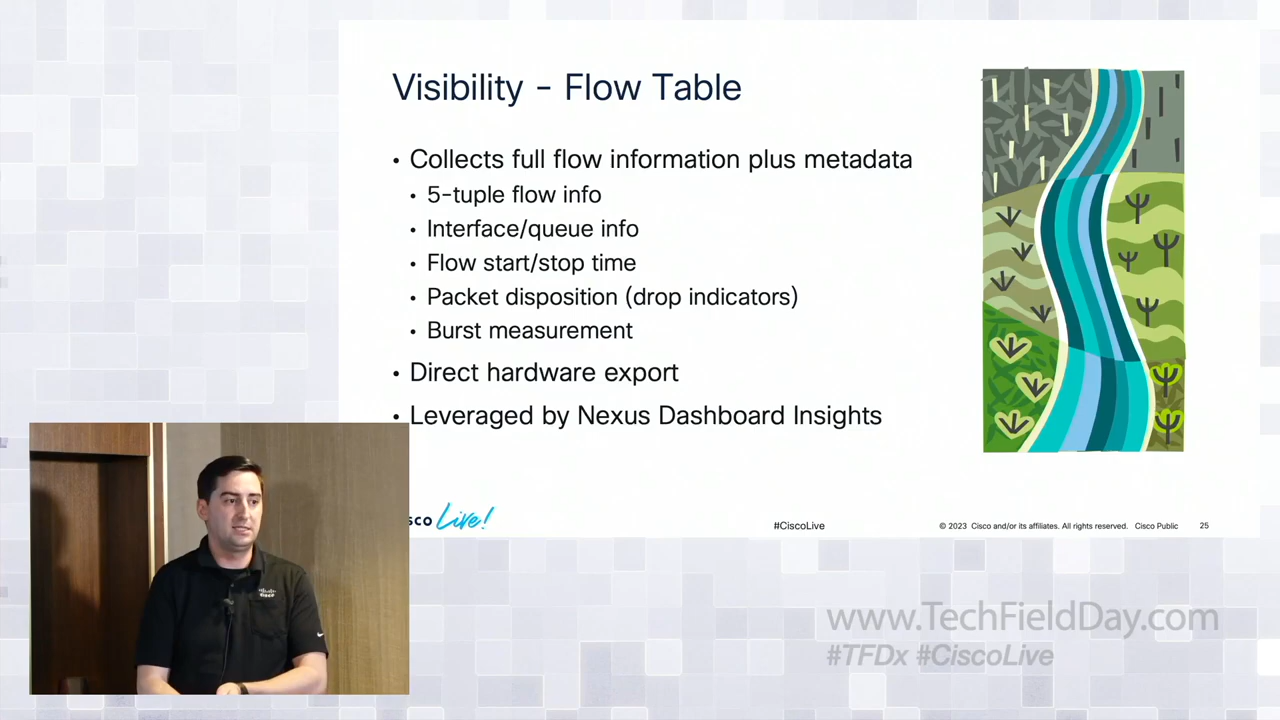 Visibility - Flow Table
• Collects full flow information plus metadata
• 5-tuple flow info
• Interface/queue info
• Flow start/stop time
• Packet disposition (drop indicators)
• Burst measurement
• Direct hardware export
• Leveraged by Nexus Dashboard Insights
sco Live!
#CiscoLive
© 2023 Cisco and/or its affiliates. All rights reserved. Cisco Public 25
cisco
www.TechFieldDay.com
#TFDx #CiscoLive